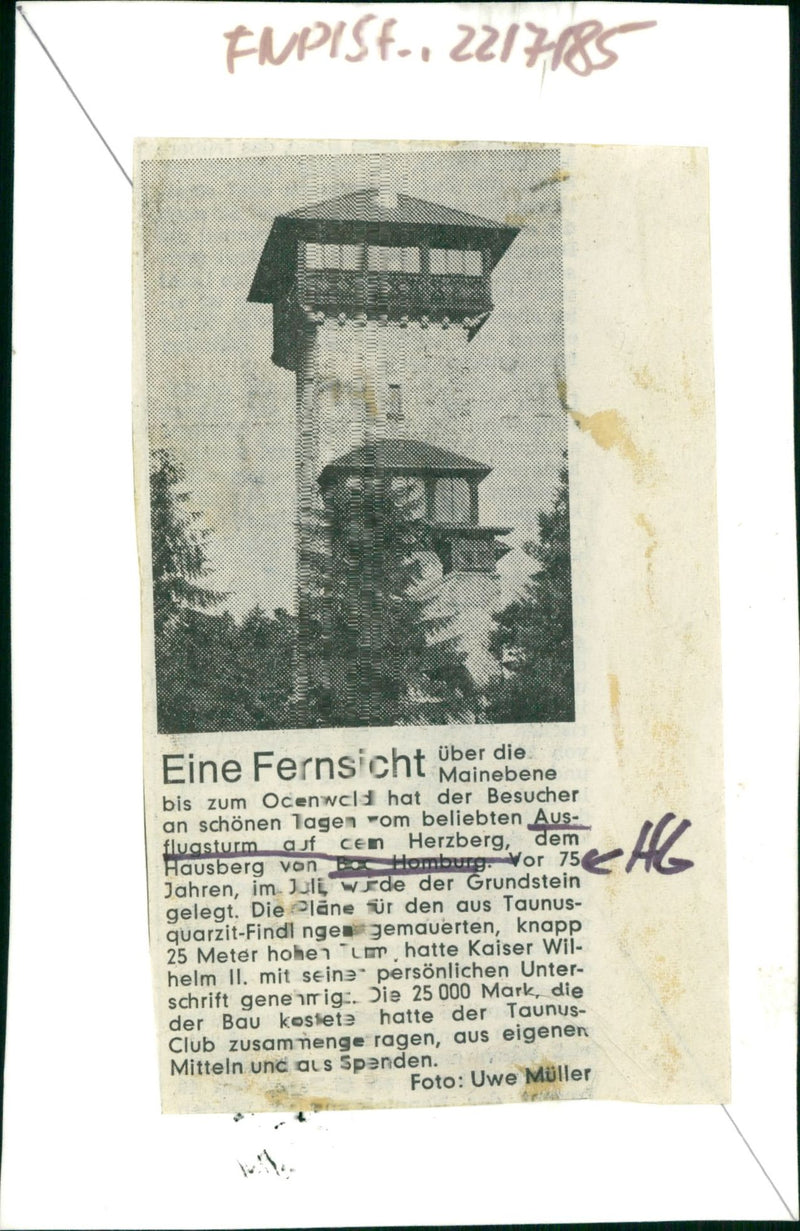 FNP/Sf., 22/7/85
Eine Fernsicht über die
Mainebene
bis zum Odenwald hat der Besucher
an schönen Tagen vom beliebten Aus-
flugsturm auf dem Herzberg, dem
Hausberg von Bad Homburg. Vor 75
Jahren, im Juli, wurde der Grundstein
gelegt. Die Pläne für den aus Taunus-
quarzit-Findlingen gemauerten, knapp
25 Meter hohen Turm, hatte Kaiser Wil-
helm II. mit seiner persönlichen Unter-
schrift genehmigt. Die 25 000 Mark, die
der Bau kostete hatte der Taunus-
Club zusammengetragen, aus eigenen
Mitteln und aus Spenden.
Foto: Uwe Müller
HG